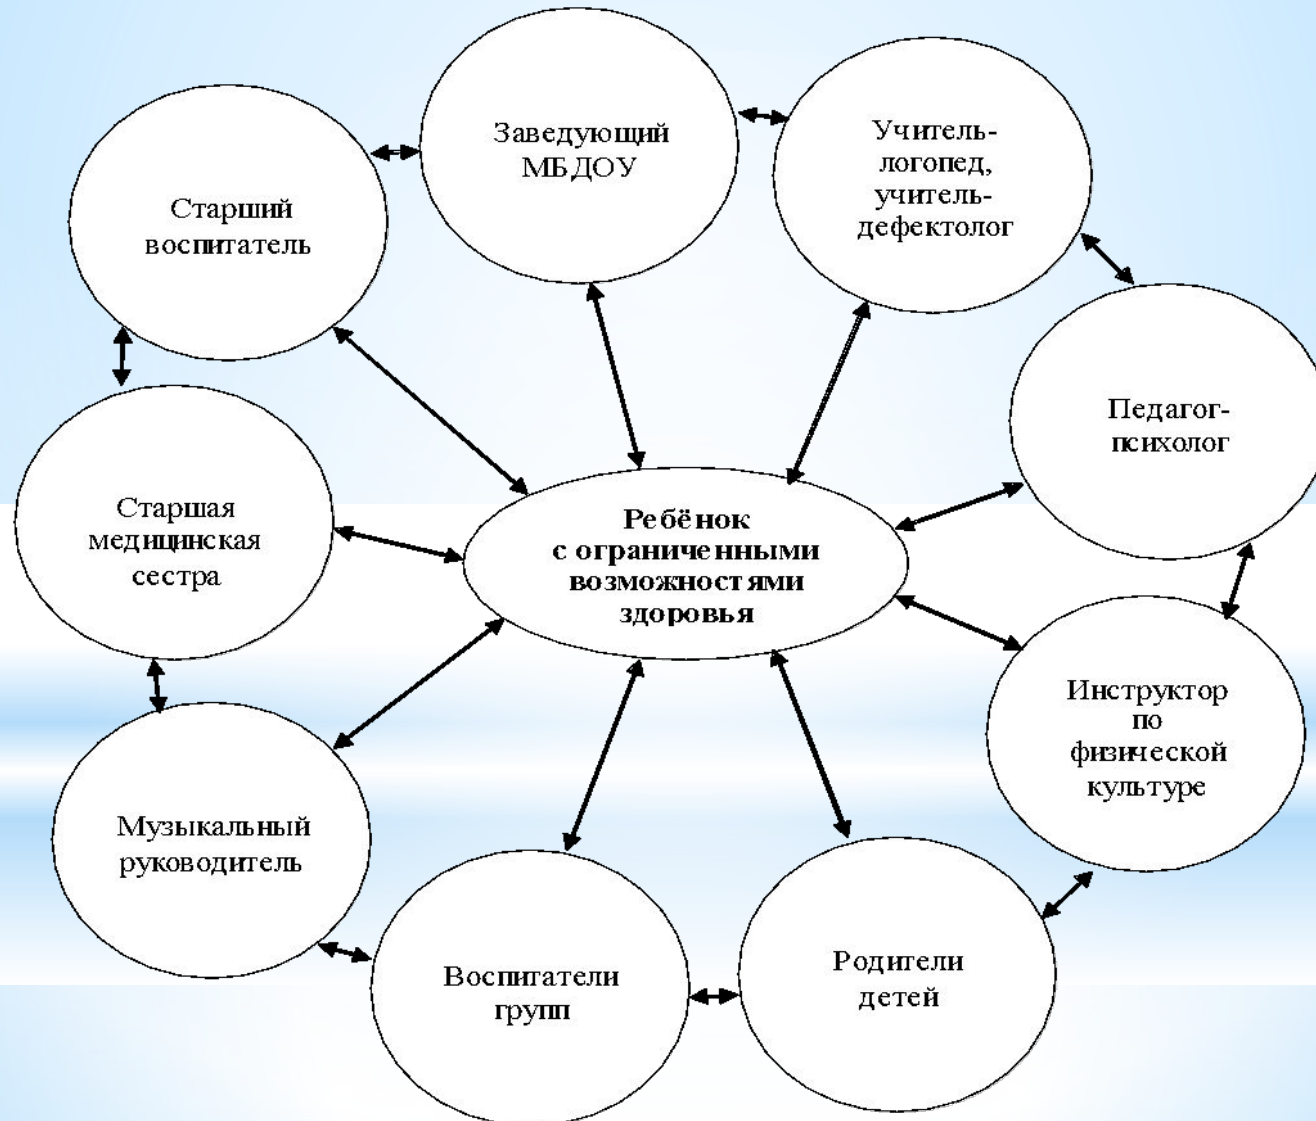 Заведующий
МБДОУ
Учитель-
логопед,
учитель-
дефектолог
Старший
воспитатель
Педагог-
психолог
Старшая
медицинская
сестра
Ребёнок
с ограниченными
возможностями
здоровья
Инструктор
по
физической
культуре
Музыкальный
руководитель
Воспитатели
групп
Родители
детей